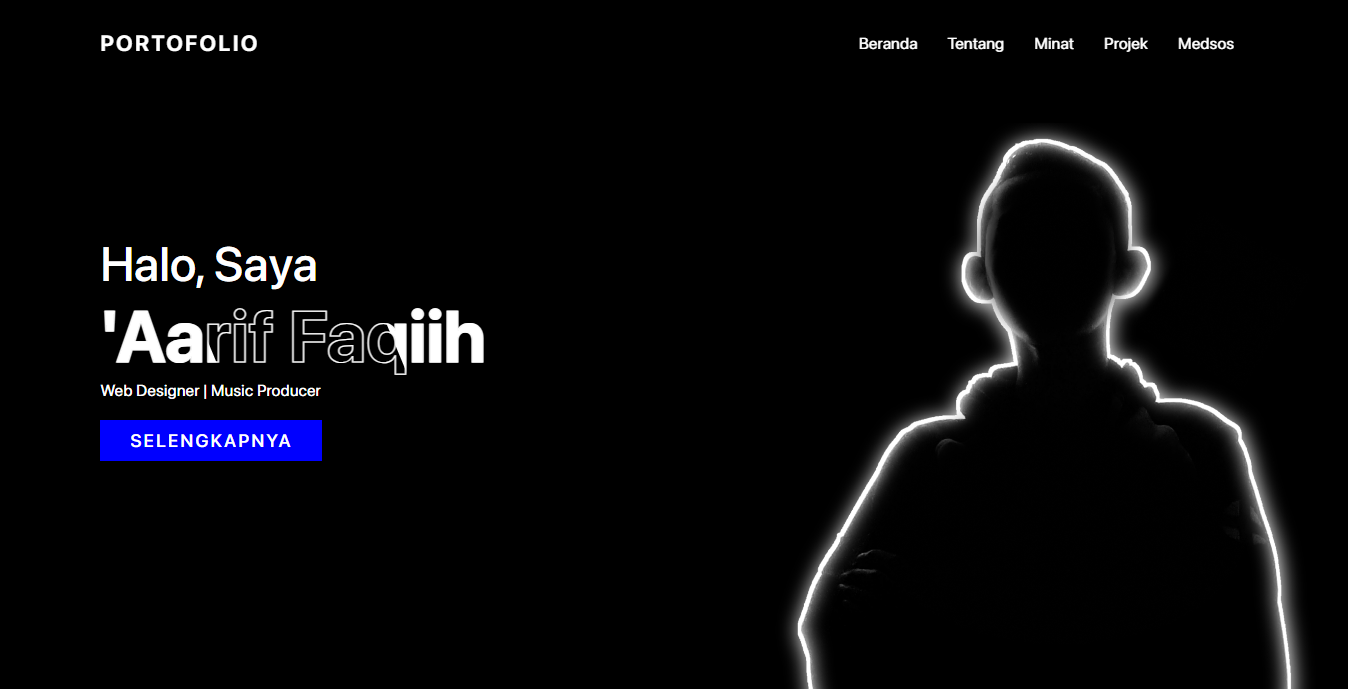 PORTOFOLIO
Beranda Tentang Minat Projek Medsos
Halo, Saya
'Aarif Faqiih
Web Designer | Music Producer
SELENGKAPNYA